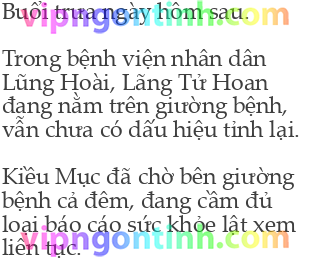 Buổi trưa ngày hôm sau.
vipngontinh.com
Trong bệnh viện nhân dân
Lũng Hoài, Lãng Tử Hoan
đang nằm trên giường bệnh,
vẫn chưa có dấu hiệu tỉnh lại.
Kiều Mục đã chờ bên giường
bệnh cả đêm, đang cầm đủ
loại báo cáo sức khỏe lật xem
vipngontinh.com
liên tục.